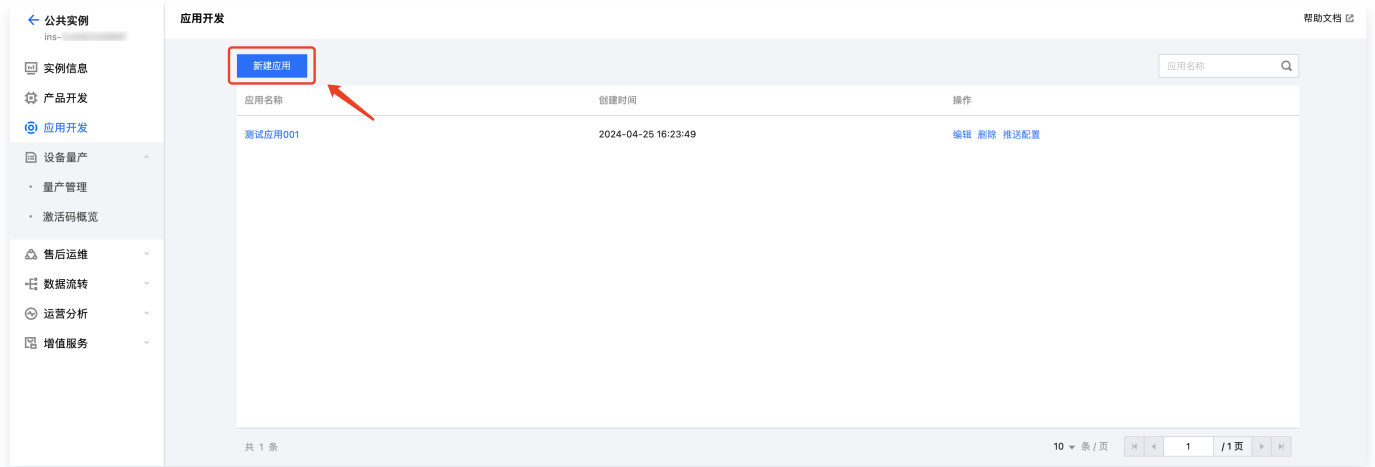 公共实例
ins-
实例信息
产品开发
应用开发
设备量产
量产管理
激活码概览
售后运维
数据流转
运营分析
增值服务
应用开发
帮助文档
新建应用
应用名称
应用名称 创建时间 操作
测试应用001 2024-04-25 16:23:49 编辑 删除 推送配置
共 1 条
10 条 / 页 1 / 1 页